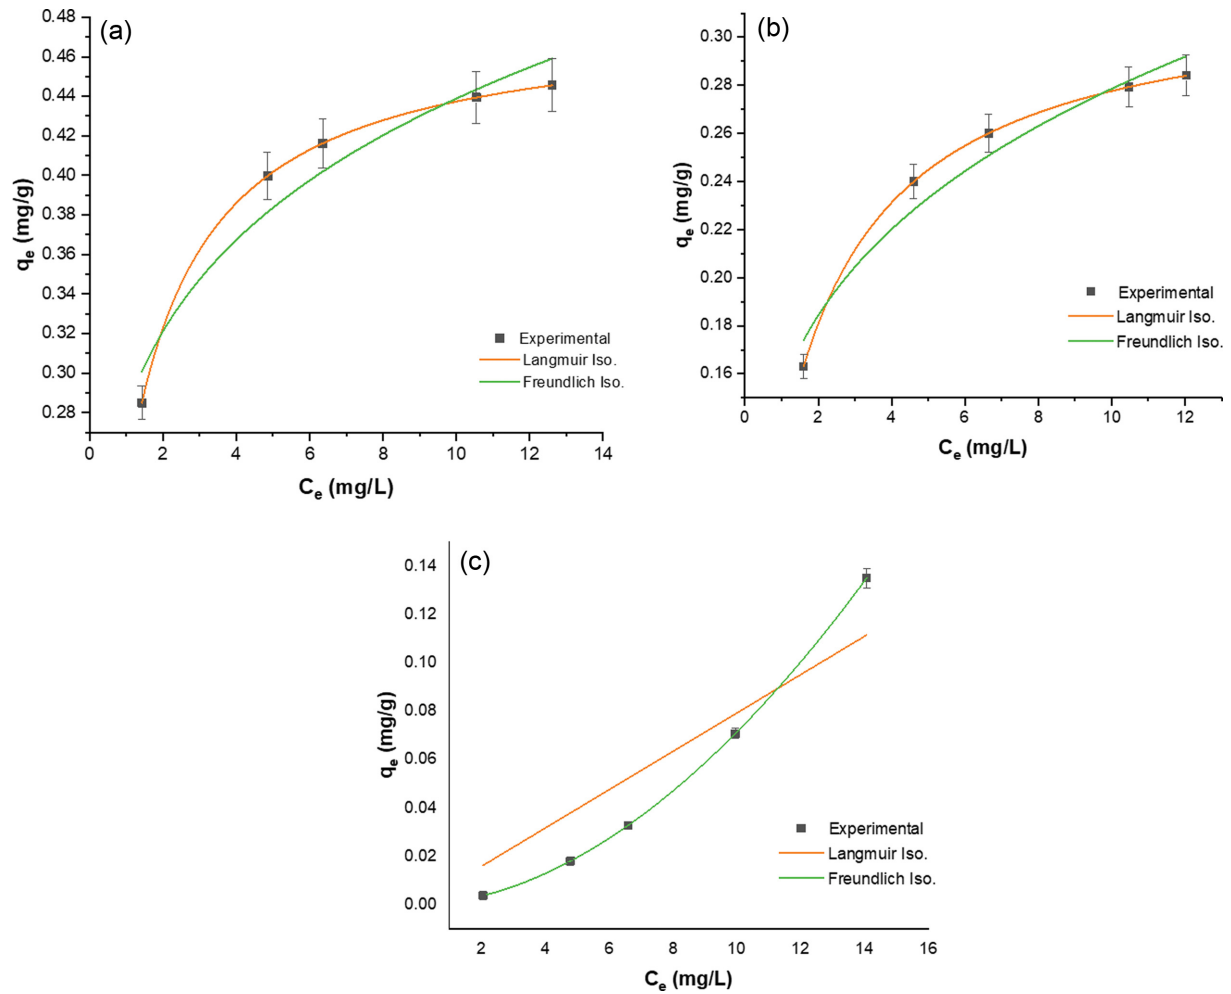 (a)
0.48
0.46
0.44
0.42
0.40
0.38
0.36
0.34
0.32
0.30
0.28
qe (mg/g)
Experimental
Langmuir Iso.
Freundlich Iso.
0 2 4 6 8 10 12 14
Ce (mg/L)
(b)
0.30
0.28
0.26
0.24
0.22
0.20
0.18
0.16
qe (mg/g)
Experimental
Langmuir Iso.
Freundlich Iso.
0 2 4 6 8 10 12
Ce (mg/L)
(c)
0.14
0.12
0.10
0.08
0.06
0.04
0.02
0.00
qe (mg/g)
Experimental
Langmuir Iso.
Freundlich Iso.
2 4 6 8 10 12 14 16
Ce (mg/L)